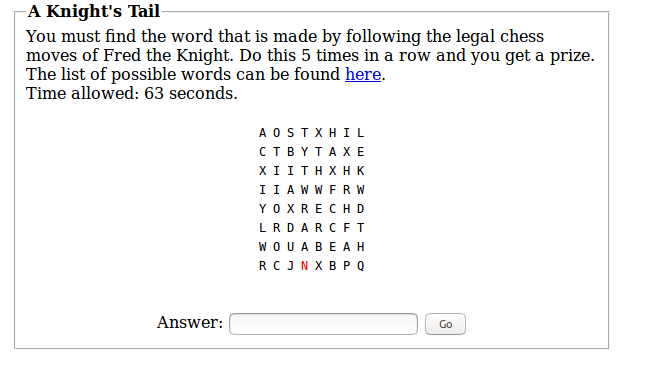 A Knight's Tail
You must find the word that is made by following the legal chess
moves of Fred the Knight. Do this 5 times in a row and you get a prize.
The list of possible words can be found here.
Time allowed: 63 seconds.
A O S T X H I L
C T B Y T A X E
X I I T H X H K
I I A W W F R W
Y O X R E C H D
L R D A R C F T
W O U A B E A H
R C J N X B P Q
Answer:
Go